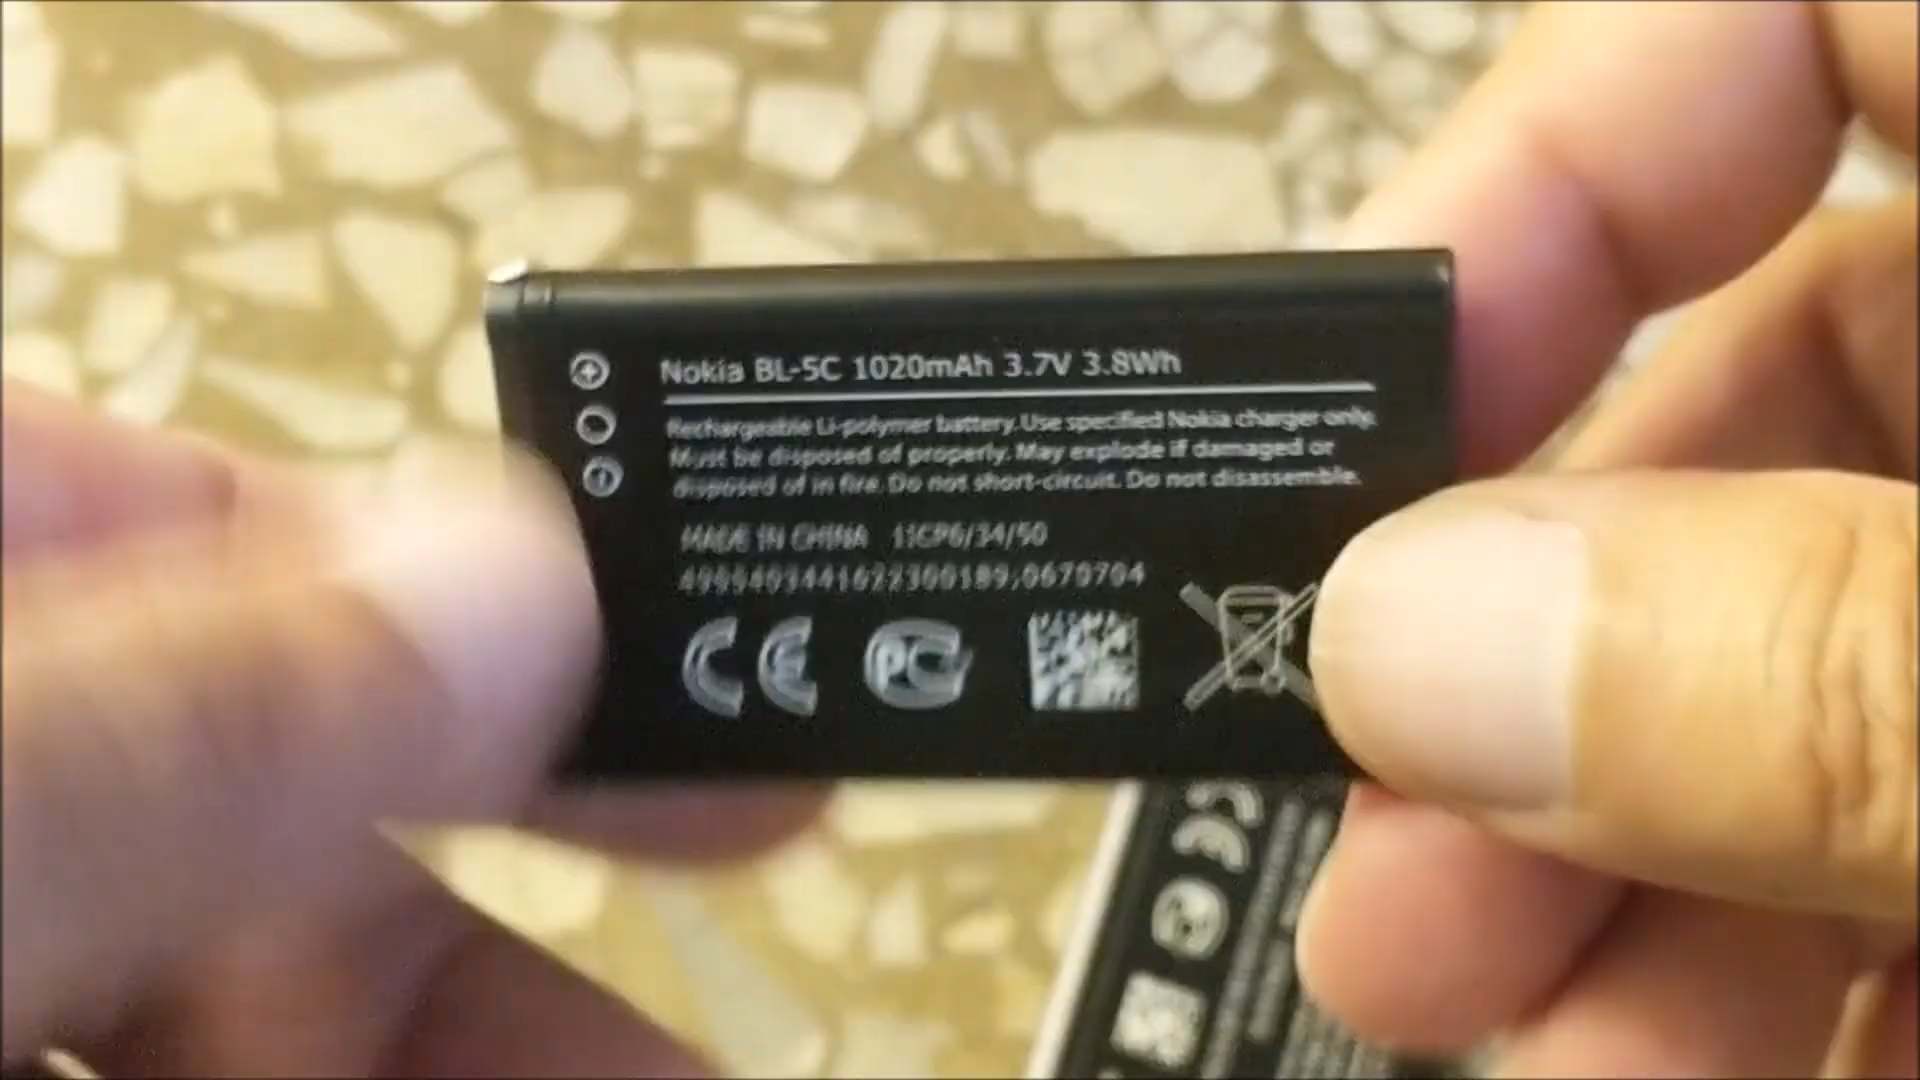 Nokia BL-5C 1020mAh 3.7V 3.8Wh
Rechargeable Li-polymer battery. Use specified Nokia charger only.
Must be disposed of properly. May explode if damaged or
disposed of in fire. Do not short-circuit. Do not disassemble.
MADE IN CHINA 1ICP6/34/50
CE PC